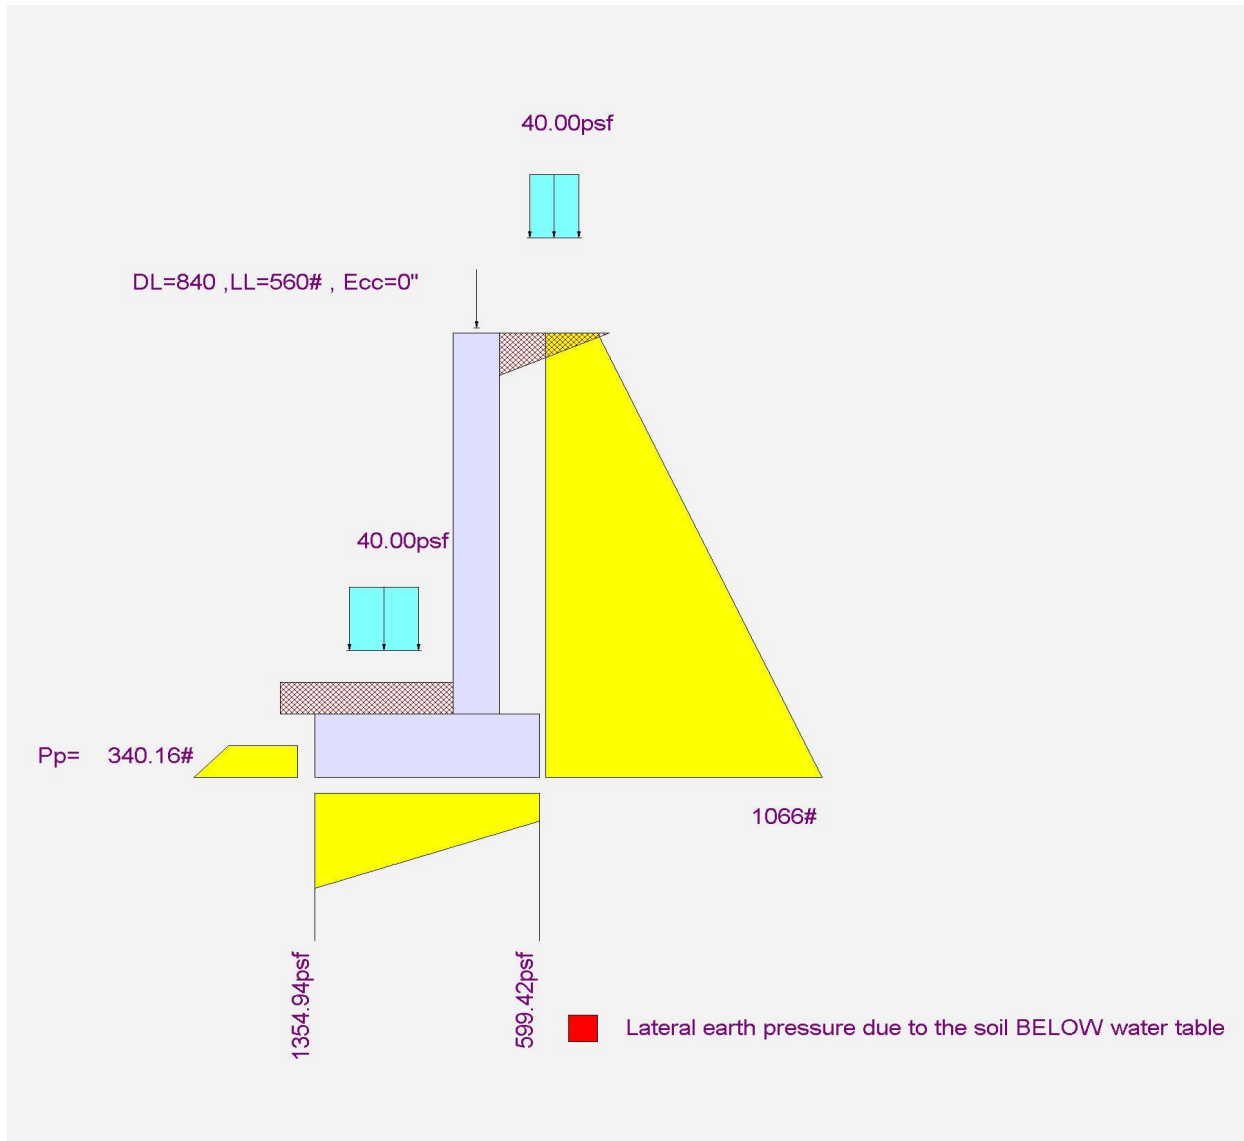 40.00psf
DL=840 ,LL=560# , Ecc=0"
40.00psf
Pp= 340.16#
1066#
1354.94psf
599.42psf
Lateral earth pressure due to the soil BELOW water table